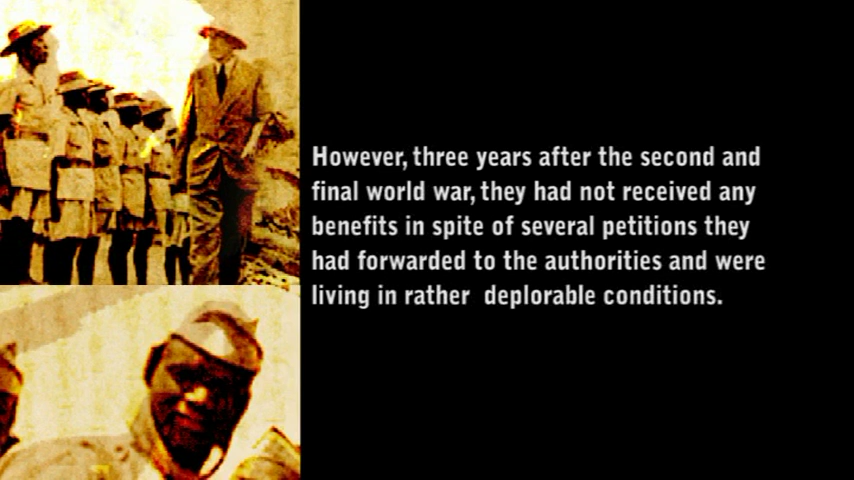 However, three years after the second and
final world war, they had not received any
benefits in spite of several petitions they
had forwarded to the authorities and were
living in rather  deplorable conditions.